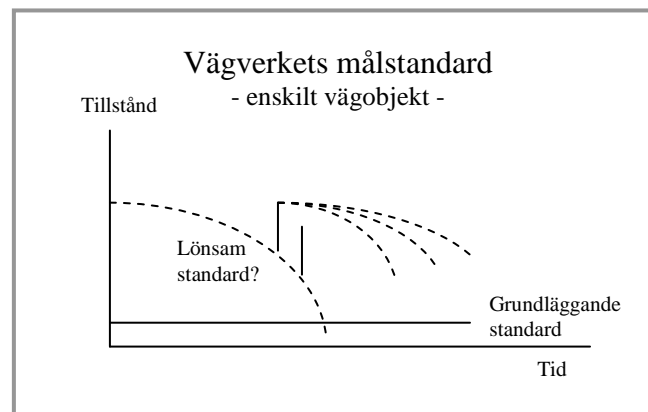 Vägverkets målstandard
- enskilt vägobjekt -
Tillstånd
Lönsam
standard?
Grundläggande
standard
Tid